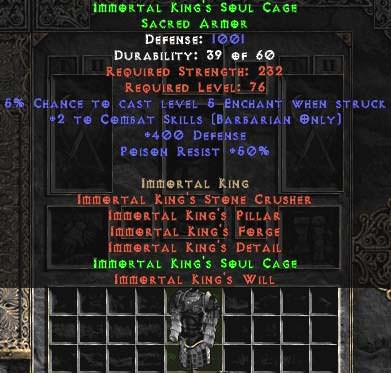 Immortal King's Soul Cage
Sacred Armor
Defense: 1001
Durability: 39 of 60
Required Strength: 232
Required Level: 76
5% Chance to cast level 5 Enchant when struck
+2 to Combat Skills (Barbarian Only)
+400 Defense
Poison Resist +50%
Immortal King
Immortal King's Stone Crusher
Immortal King's Pillar
Immortal King's Forge
Immortal King's Detail
Immortal King's Soul Cage
Immortal King's Will